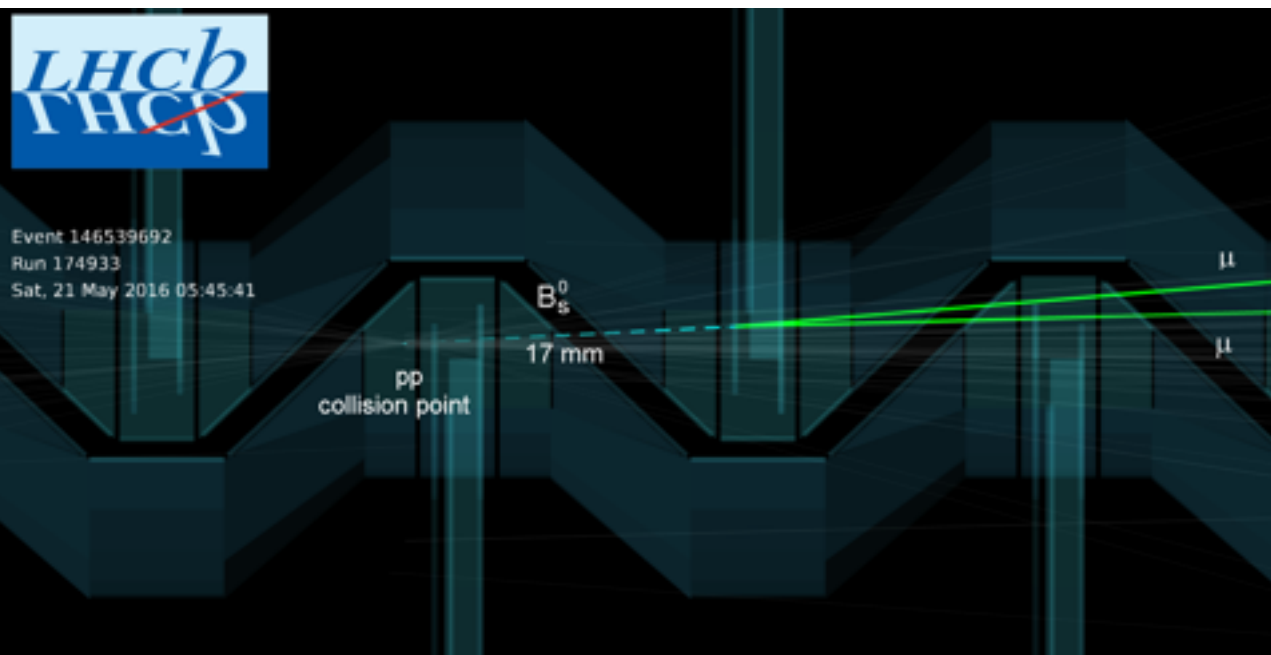 LHCb
LHCb
Event 146539692
Run 174933
Sat, 21 May 2016 05:45:41
B⁰ₛ
17 mm
pp
collision point
μ
μ